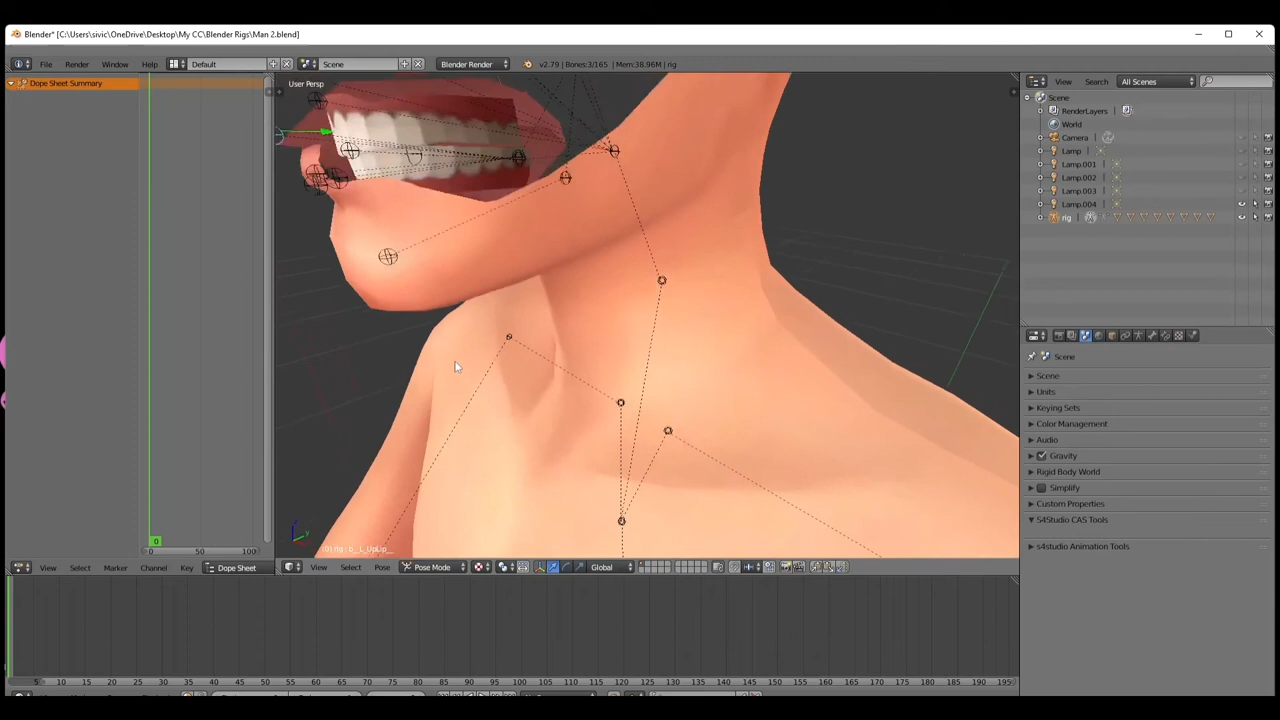 Blender* [C:\Users\sivic\OneDrive\Desktop\My CC\Blender Rigs\Man 2.blend]
File Render Window Help Default Scene Blender Render v2.79 | Bones:3/165 | Mem:38.96M | rig
Dope Sheet Summary
User Persp
View Search All Scenes
Scene
RenderLayers
World
Camera
Lamp
Lamp.001
Lamp.002
Lamp.003
Lamp.004
rig
Scene
Scene
Units
Keying Sets
Color Management
Audio
Gravity
Rigid Body World
Simplify
Custom Properties
S4Studio CAS Tools
s4studio Animation Tools
0
0 50 100
(0) rig : b__L_UpLip__
View Select Marker Channel Key Dope Sheet
View Select Pose Pose Mode Global
5 10 15 20 25 30 35 40 45 50 55 60 65 70 75 80 85 90 95 100 105 110 115 120 125 130 135 140 145 150 155 160 165 170 175 180 185 190 195